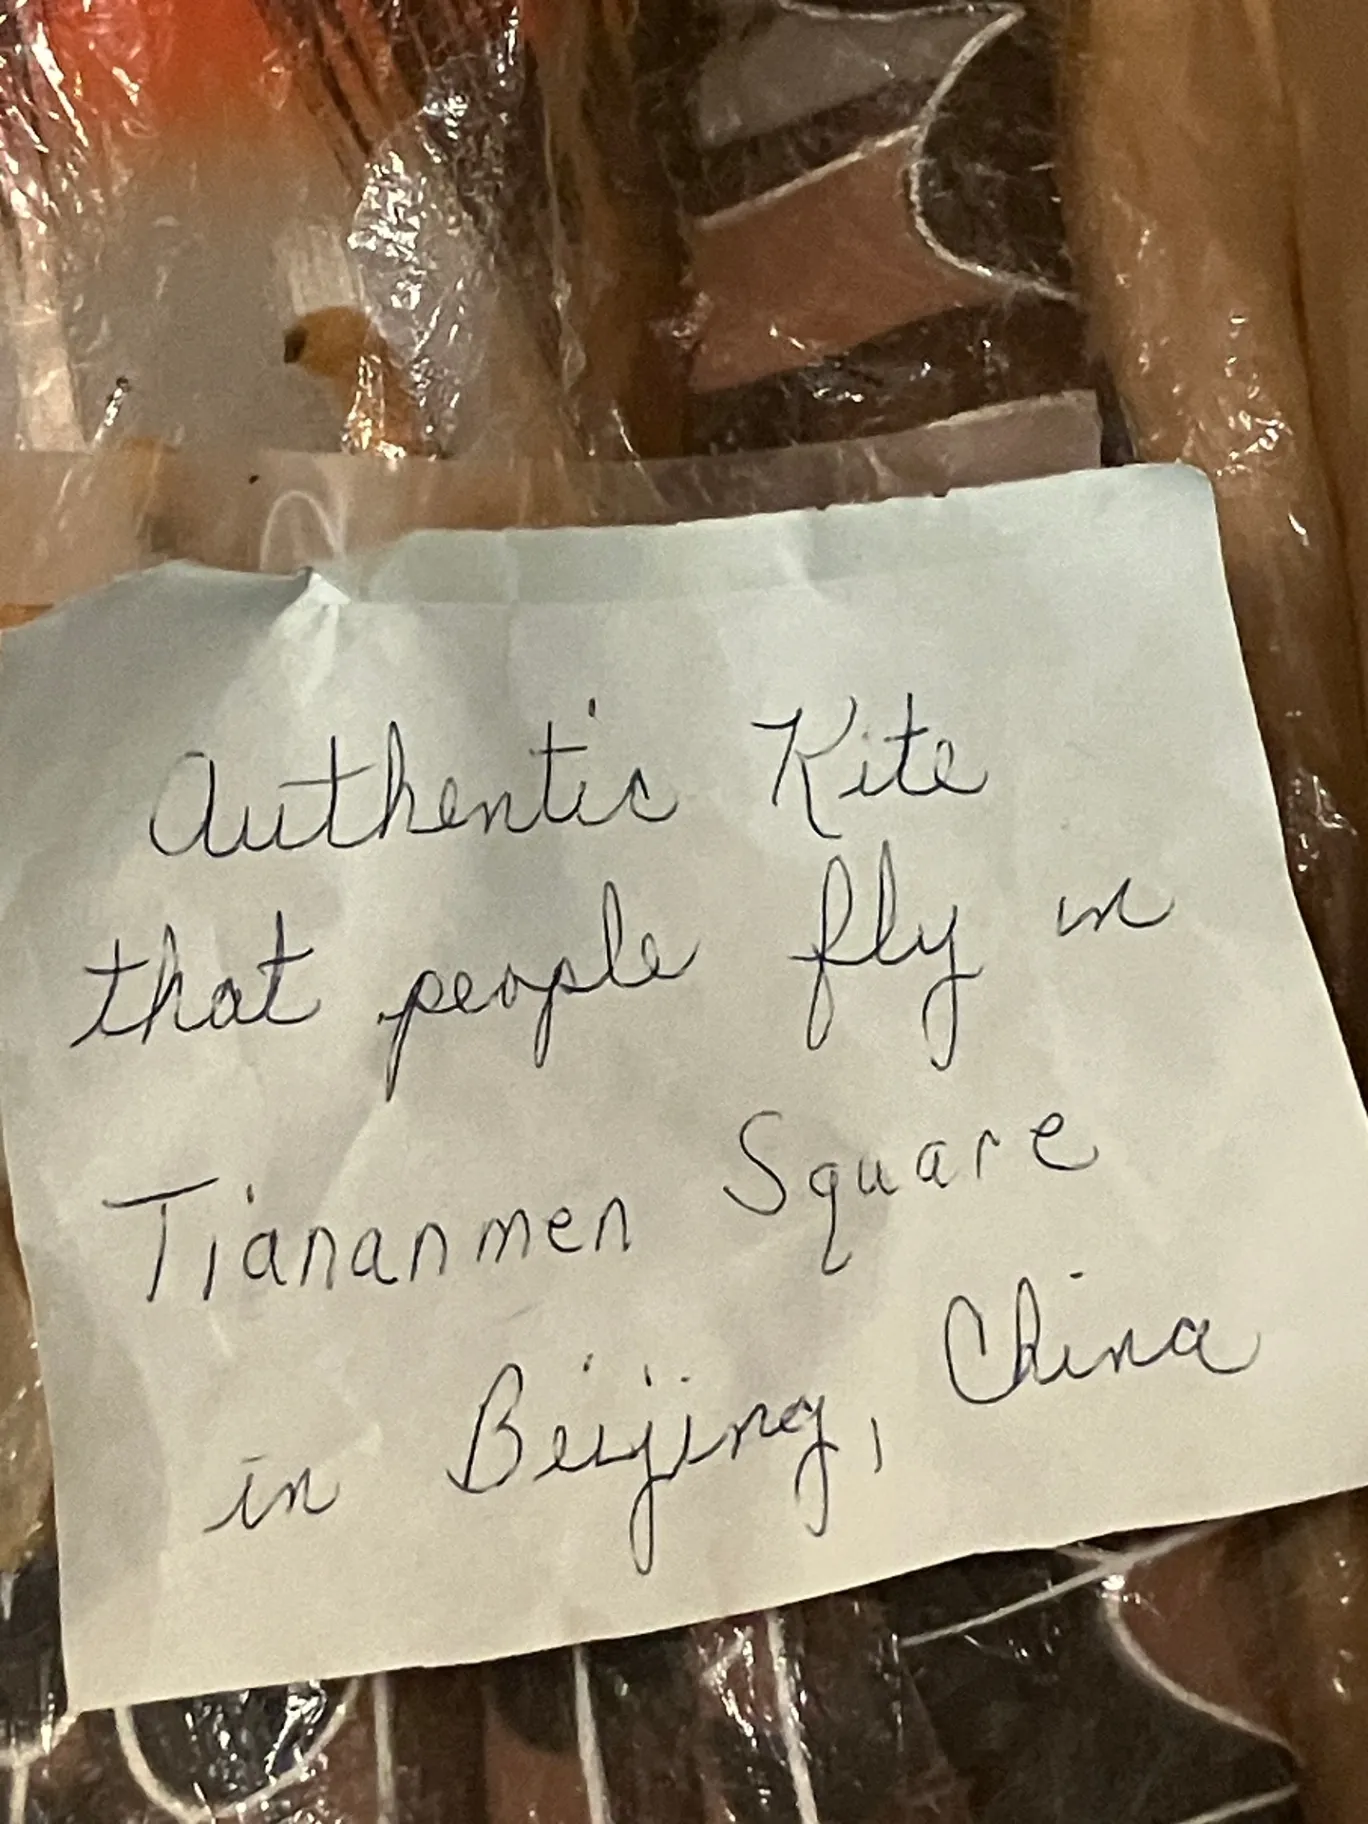 Authentic Kite
that people fly in
Tiananmen Square
in Beijing, China